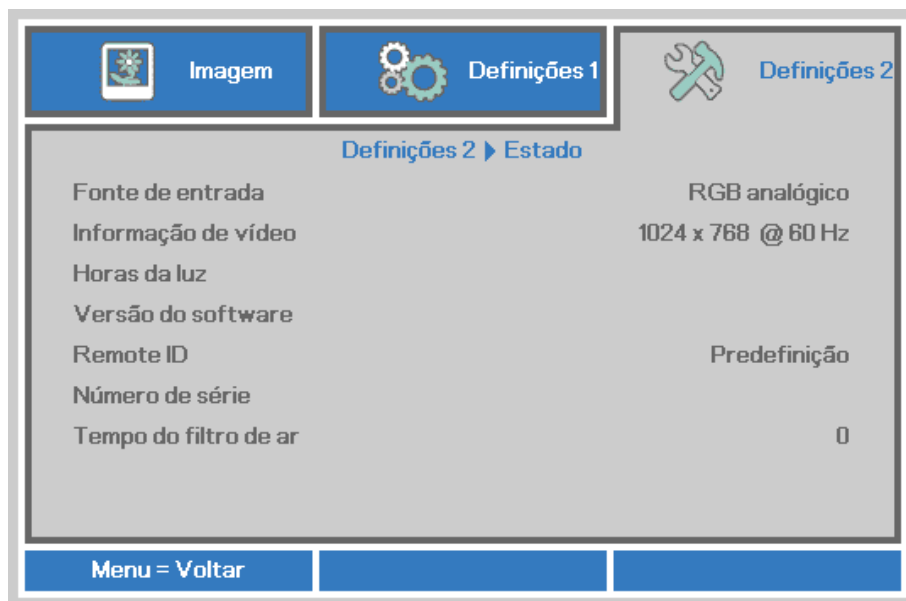 Imagem
Definições 1
Definições 2
Definições 2 ▶ Estado
Fonte de entrada RGB analógico
Informação de vídeo 1024 x 768 @ 60 Hz
Horas da luz
Versão do software
Remote ID Predefinição
Número de série
Tempo do filtro de ar 0
Menu = Voltar